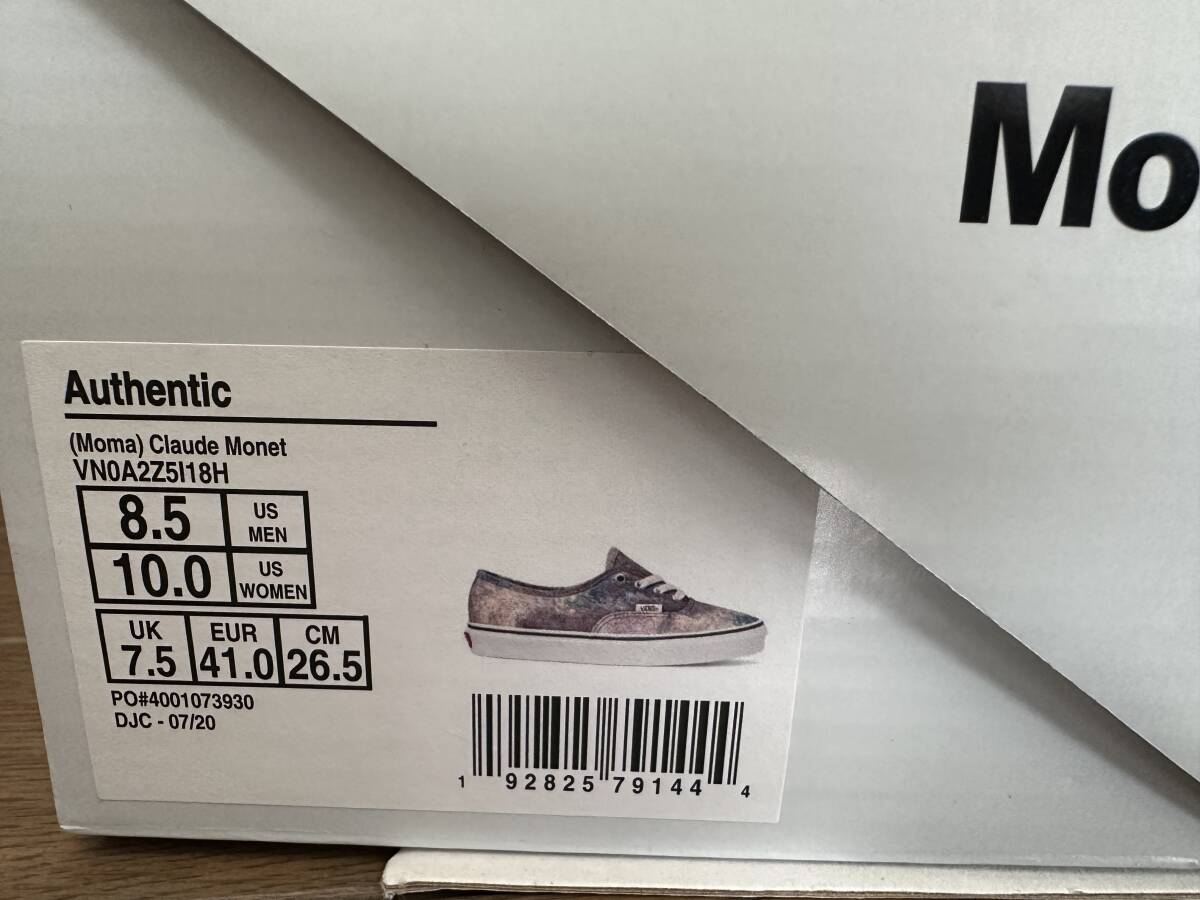 Mo
Authentic
(Moma) Claude Monet
VN0A2Z5I18H
8.5 US MEN
10.0 US WOMEN
UK EUR CM
7.5 41.0 26.5
PO#4001073930
DJC - 07/20
VANS
1 92825 79144 4